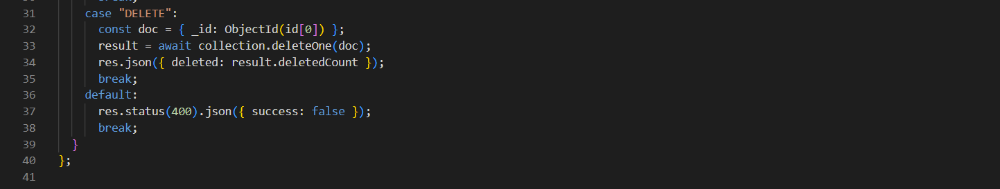 31 case "DELETE":
32 const doc = { _id: ObjectId(id[0]) };
33 result = await collection.deleteOne(doc);
34 res.json({ deleted: result.deletedCount });
35 break;
36 default:
37 res.status(400).json({ success: false });
38 break;
39 }
40 };
41